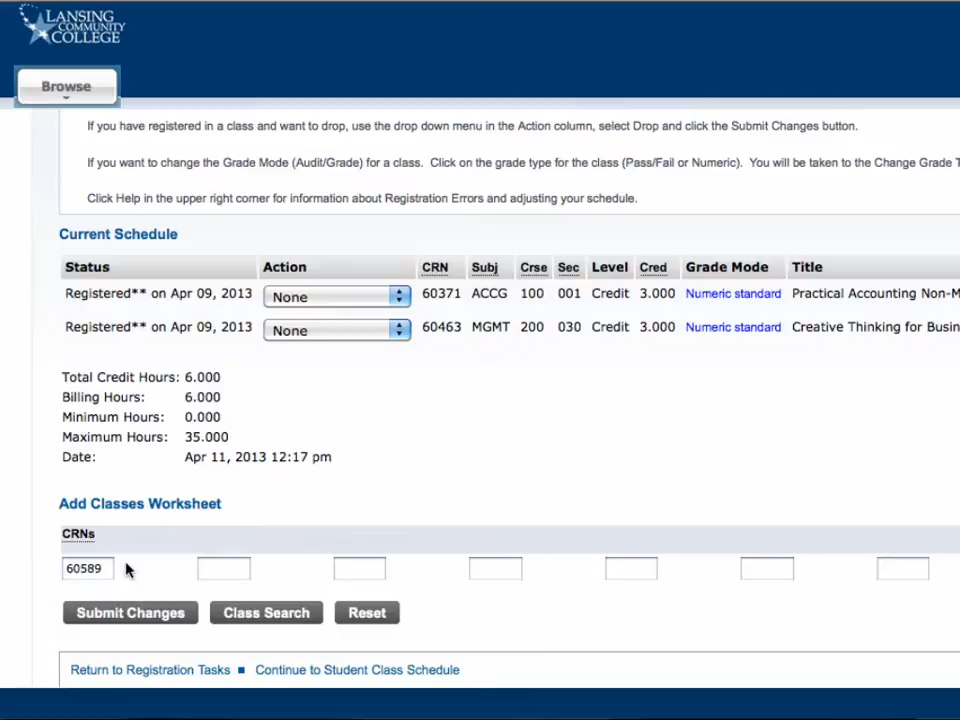 LANSING
COMMUNITY
COLLEGE
Browse
If you have registered in a class and want to drop, use the drop down menu in the Action column, select Drop and click the Submit Changes button.
If you want to change the Grade Mode (Audit/Grade) for a class. Click on the grade type for the class (Pass/Fail or Numeric). You will be taken to the Change Grade T
Click Help in the upper right corner for information about Registration Errors and adjusting your schedule.
Current Schedule
Status Action CRN Subj Crse Sec Level Cred Grade Mode Title
Registered** on Apr 09, 2013 None 60371 ACCG 100 001 Credit 3.000 Numeric standard Practical Accounting Non-M
Registered** on Apr 09, 2013 None 60463 MGMT 200 030 Credit 3.000 Numeric standard Creative Thinking for Busin
Total Credit Hours: 6.000
Billing Hours: 6.000
Minimum Hours: 0.000
Maximum Hours: 35.000
Date: Apr 11, 2013 12:17 pm
Add Classes Worksheet
CRNs
60589
Submit Changes Class Search Reset
Return to Registration Tasks Continue to Student Class Schedule